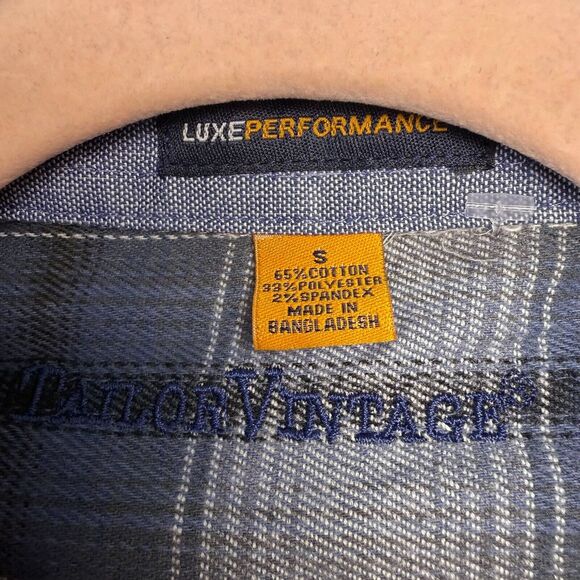 LUXEPERFORMANCE
S
65%COTTON
33%POLYESTER
2%SPANDEX
MADE IN
BANGLADESH
TAILORVINTAGE®